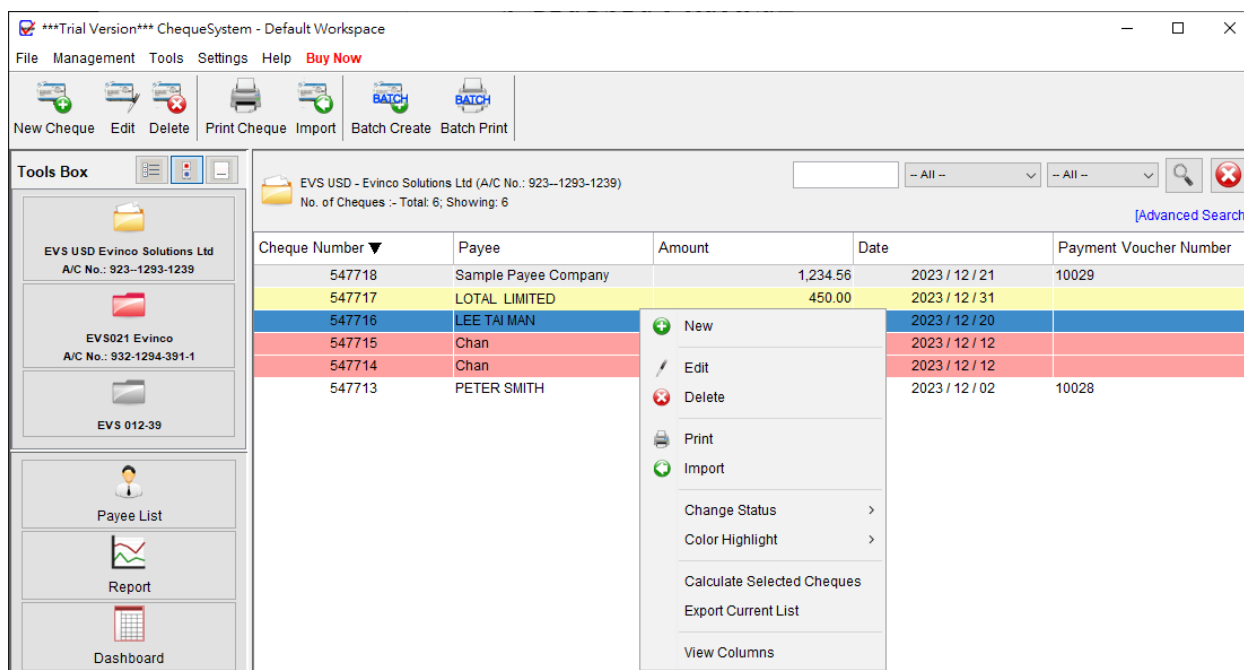 ***Trial Version*** ChequeSystem - Default Workspace
File Management Tools Settings Help Buy Now
BATCH BATCH
New Cheque Edit Delete Print Cheque Import Batch Create Batch Print
Tools Box
EVS USD Evinco Solutions Ltd
A/C No.: 923--1293-1239
EVS021 Evinco
A/C No.: 932-1294-391-1
EVS 012-39
Payee List
Report
Dashboard
EVS USD - Evinco Solutions Ltd (A/C No.: 923--1293-1239)
No. of Cheques :- Total: 6; Showing: 6
-- All -- -- All --
[Advanced Search
Cheque Number ▼ Payee Amount Date Payment Voucher Number
547718 Sample Payee Company 1,234.56 2023 / 12 / 21 10029
547717 LOTAL LIMITED 450.00 2023 / 12 / 31
547716 LEE TAI MAN 2023 / 12 / 20
547715 Chan 2023 / 12 / 12
547714 Chan 2023 / 12 / 12
547713 PETER SMITH 2023 / 12 / 02 10028
New
Edit
Delete
Print
Import
Change Status >
Color Highlight >
Calculate Selected Cheques
Export Current List
View Columns